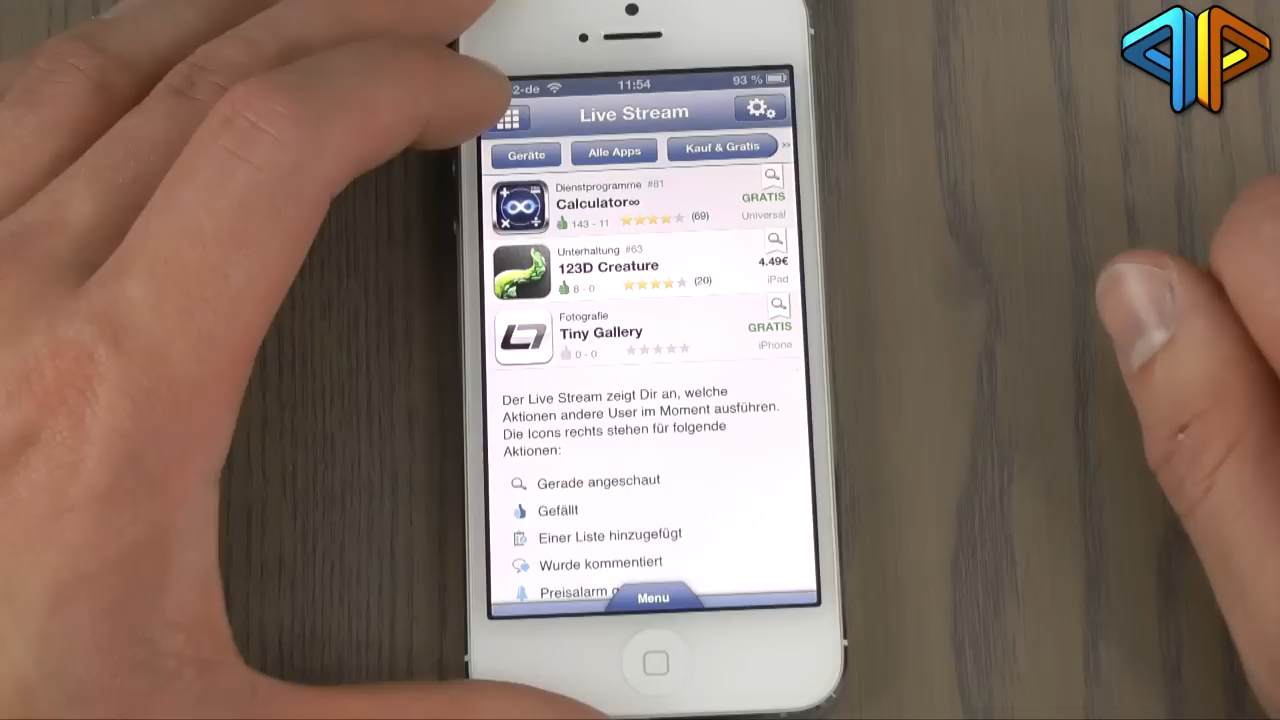 2-de 11:54 93 %
Live Stream
Geräte Alle Apps Kauf & Gratis »
Dienstprogramme #81
Calculator∞
GRATIS
143 - 11 (69) Universal
Unterhaltung #63
123D Creature 4.49€
8 - 0 (20) iPad
Fotografie
Tiny Gallery GRATIS
0 - 0 iPhone
Der Live Stream zeigt Dir an, welche
Aktionen andere User im Moment ausführen.
Die Icons rechts stehen für folgende
Aktionen:
Gerade angeschaut
Gefällt
Einer Liste hinzugefügt
Wurde kommentiert
Preisalarm
Menu